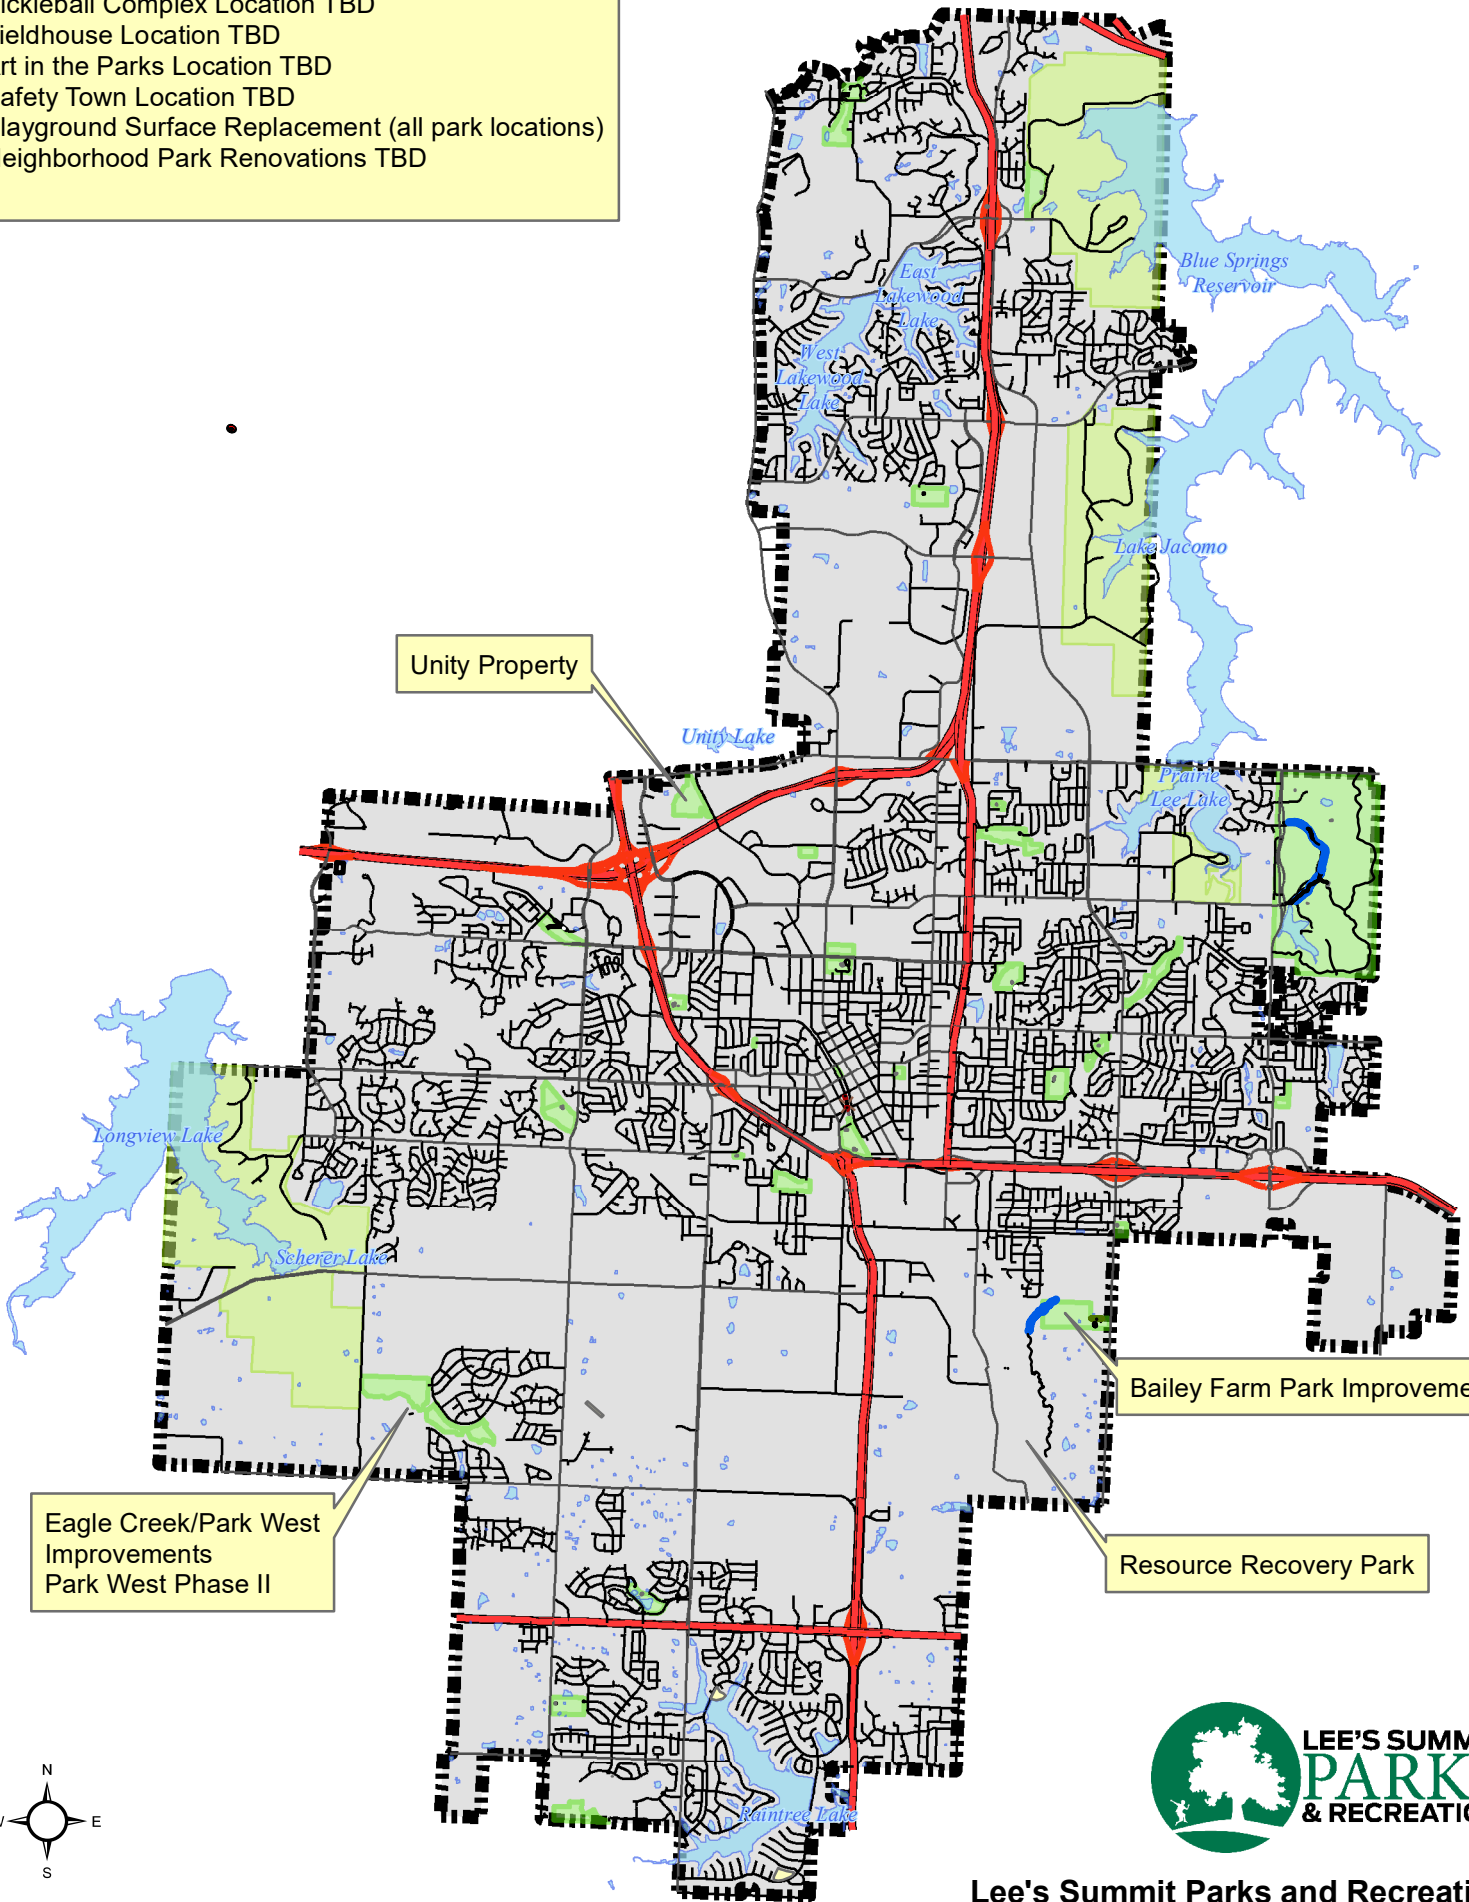 ickleball Complex Location TBD
ieldhouse Location TBD
rt in the Parks Location TBD
afety Town Location TBD
layground Surface Replacement (all park locations)
eighborhood Park Renovations TBD
Blue Springs
Reservoir
East
Lakewood
Lake
West
Lakewood
Lake
Lake Jacomo
Unity Property
Unity Lake
Prairie
Lee Lake
Longview Lake
Scherer Lake
Bailey Farm Park Improveme
Eagle Creek/Park West
Improvements
Park West Phase II
Resource Recovery Park
Raintree Lake
N
E
S
LEE'S SUMM
PARK
& RECREATIO
Lee's Summit Parks and Recreati